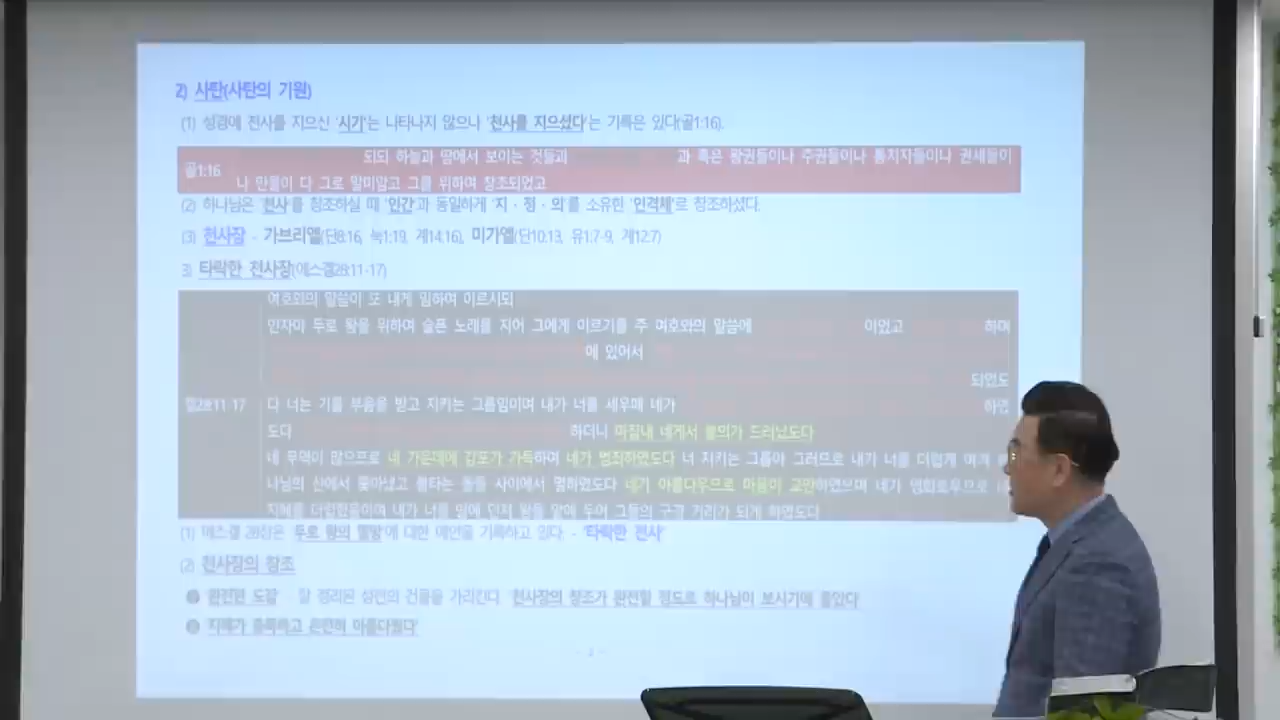 2) 사탄(사탄의 기원)
(1) 성경에 천사를 지으신 '시기'는 나타나지 않으나 '천사를 지으셨다'는 기록은 있다(골1:16).
되되 하늘과 땅에서 보이는 것들과 과 혹은 왕권들이나 주권들이나 통치자들이나 권세들이
골1:16
나 만물이 다 그로 말미암고 그를 위하여 창조되었고
(2) 하나님은 '천사'를 창조하실 때 '인간'과 동일하게 '지·정·의'를 소유한 '인격체'로 창조하셨다.
(3) 천사장 - 가브리엘(단8:16, 눅1:19, 계14:16), 미가엘(단10:13, 유1:7-9, 계12:7)
3) 타락한 천사장(에스겔28:11-17)
여호와의 말씀이 또 내게 임하여 이르시되
인자야 두로 왕을 위하여 슬픈 노래를 지어 그에게 이르기를 주 여호와의 말씀에 이었고 하며
에 있어서
되었도
겔28:11-17 다 너는 기름 부음을 받고 지키는 그룹임이여 내가 너를 세우매 네가 하였
도다 하더니 마침내 네게서 불의가 드러났도다
네 무역이 많으므로 네 가운데에 강포가 가득하여 네가 범죄하였도다 너 지키는 그룹아 그러므로 내가 너를 더럽게 여겨
나님의 산에서 쫓아냈고 불타는 돌들 사이에서 멸하였도다 네가 아름다우므로 마음이 교만하였으며 네가 영화로우므로 네
지혜를 더럽혔음이여 내가 너를 땅에 던져 왕들 앞에 두어 그들의 구경 거리가 되게 하였도다
(1) 에스겔 28장은 '두로 왕의 멸망'에 대한 예언을 기록하고 있다. - '타락한 천사'
(2) 천사장의 창조
❶ 완전한 도장 잘 정리된 성전의 건물을 가리킨다 천사장의 창조가 완전할 정도로 하나님이 보시기에 좋았다
❷ '지혜가 충족하고 온전히 아름다웠다'
- 2 -